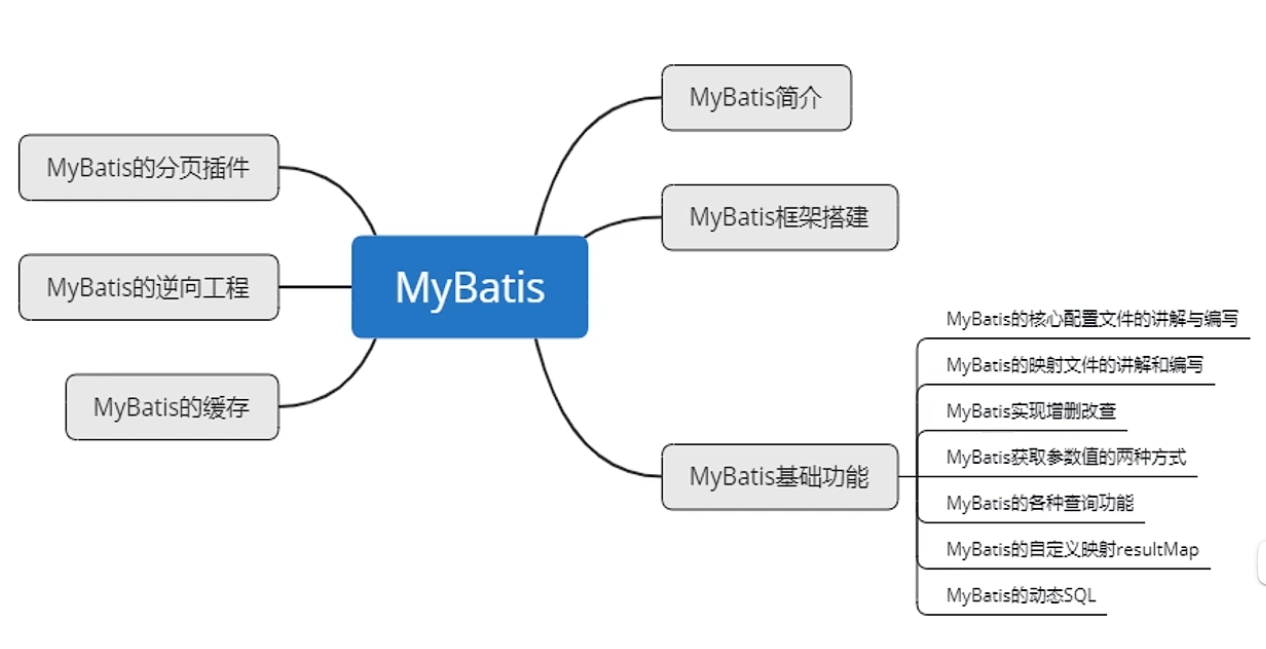 MyBatis
MyBatis简介
MyBatis框架搭建
MyBatis基础功能
MyBatis的核心配置文件的讲解与编写
MyBatis的映射文件的讲解和编写
MyBatis实现增删改查
MyBatis获取参数值的两种方式
MyBatis的各种查询功能
MyBatis的自定义映射resultMap
MyBatis的动态SQL
MyBatis的分页插件
MyBatis的逆向工程
MyBatis的缓存